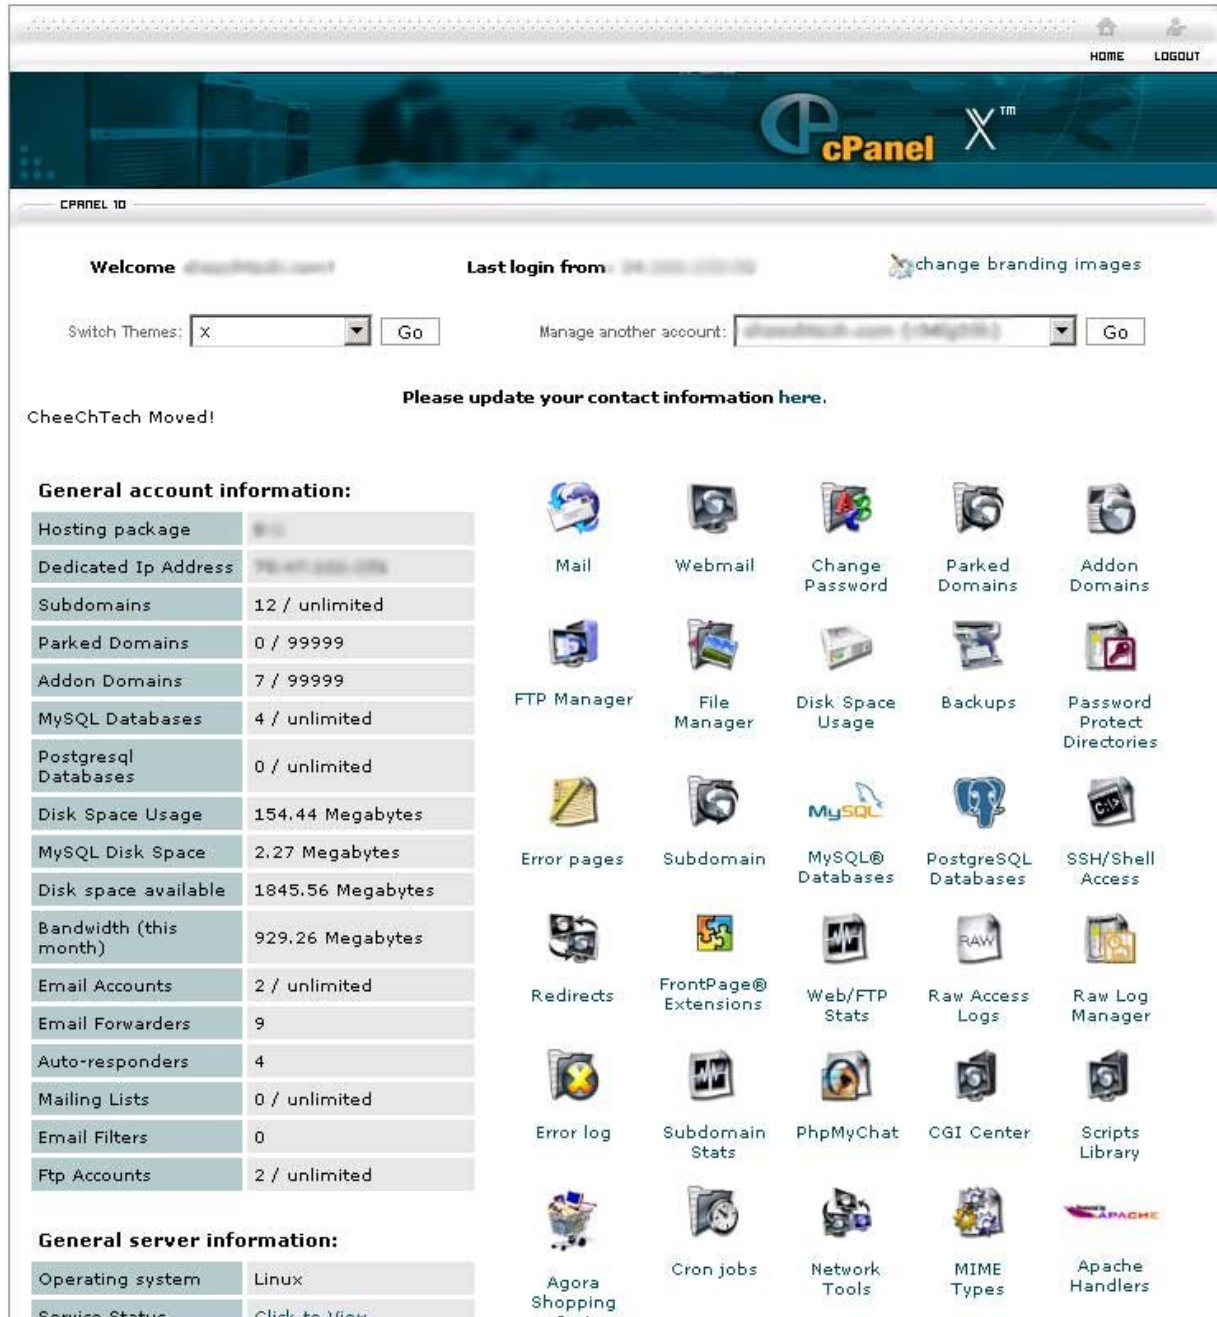 HOME LOGOUT
cPanel X™
CPANEL 10
Welcome
Last login from
change branding images
Switch Themes: X Go
Manage another account: Go
Please update your contact information here.
CheeChTech Moved!
General account information:
Hosting package
Dedicated Ip Address
Subdomains 12 / unlimited
Parked Domains 0 / 99999
Addon Domains 7 / 99999
MySQL Databases 4 / unlimited
Postgresql
Databases 0 / unlimited
Disk Space Usage 154.44 Megabytes
MySQL Disk Space 2.27 Megabytes
Disk space available 1845.56 Megabytes
Bandwidth (this
month) 929.26 Megabytes
Email Accounts 2 / unlimited
Email Forwarders 9
Auto-responders 4
Mailing Lists 0 / unlimited
Email Filters 0
Ftp Accounts 2 / unlimited
General server information:
Operating system Linux
Service Status Click to View
Mail
Webmail
Change
Password
Parked
Domains
Addon
Domains
FTP Manager
File
Manager
Disk Space
Usage
Backups
Password
Protect
Directories
Error pages
Subdomain
MySQL
MySQL®
Databases
PostgreSQL
Databases
C:\>
SSH/Shell
Access
Redirects
FrontPage®
Extensions
Web/FTP
Stats
RAW
Raw Access
Logs
Raw Log
Manager
Error log
Subdomain
Stats
PhpMyChat
CGI Center
Scripts
Library
Agora
Shopping
Cron jobs
Network
Tools
MIME
Types
APACHE
Apache
Handlers